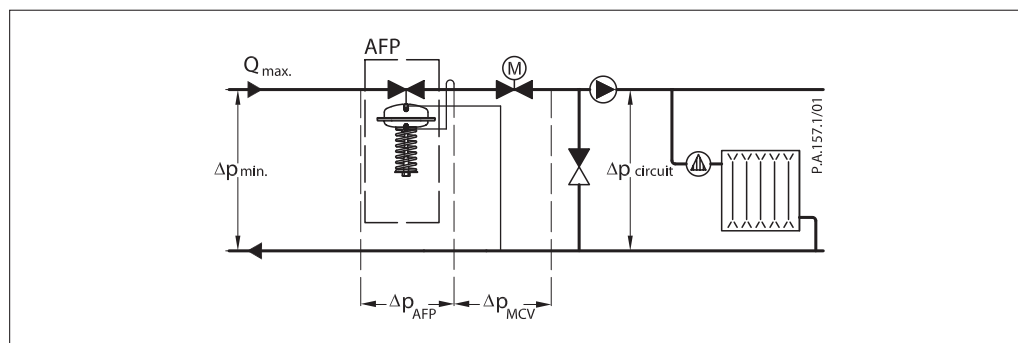 AFP
Q max.
M
Δp min.
Δp circuit
P.A.157.1/01
Δp AFP
Δp MCV